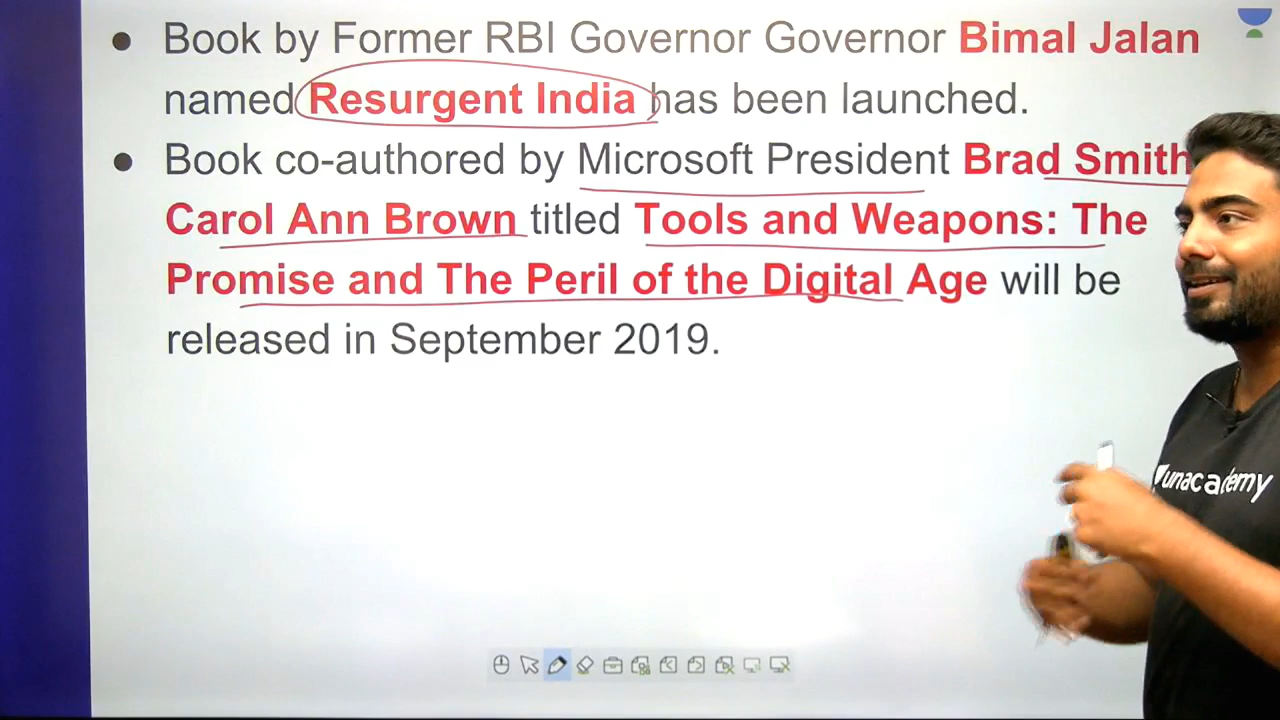 Book by Former RBI Governor Governor Bimal Jalan
named Resurgent India has been launched.
Book co-authored by Microsoft President Brad Smith
Carol Ann Brown titled Tools and Weapons: The
Promise and The Peril of the Digital Age will be
released in September 2019.
unacademy